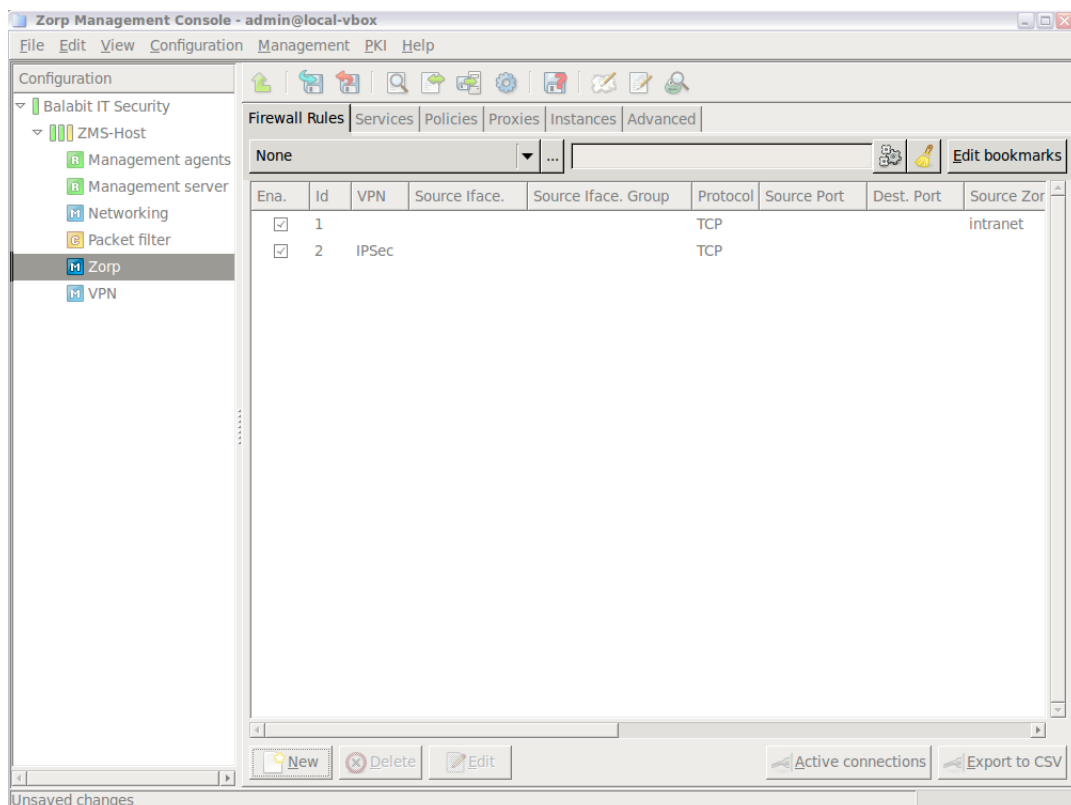 Zorp Management Console - admin@local-vbox
File Edit View Configuration Management PKI Help
Configuration
Balabit IT Security
ZMS-Host
R Management agents
R Management server
M Networking
C Packet filter
M Zorp
M VPN
Firewall Rules Services Policies Proxies Instances Advanced
None ... Edit bookmarks
Ena. Id VPN Source Iface. Source Iface. Group Protocol Source Port Dest. Port Source Zor
1 TCP intranet
2 IPSec TCP
New Delete Edit Active connections Export to CSV
Unsaved changes